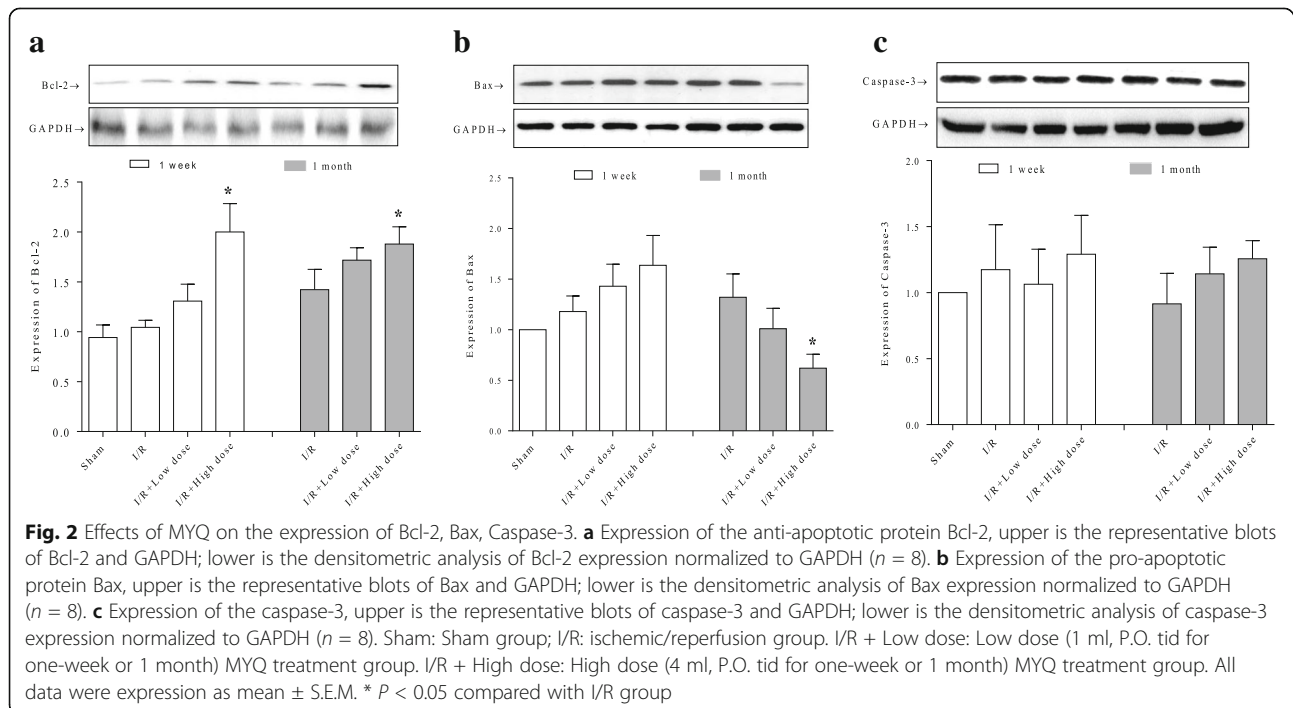 a
b
c
Bcl-2→
GAPDH→
1 week
1 month
Expression of Bcl-2
2.5
2.0
1.5
1.0
0.5
0.0
*
*
Sham
I/R
I/R+Low dose
I/R+High dose
I/R
I/R+Low dose
I/R+High dose
Bax→
GAPDH→
1 week
1 month
Expression of Bax
2.5
2.0
1.5
1.0
0.5
0.0
*
Sham
I/R
I/R+Low dose
I/R+High dose
I/R
I/R+Low dose
I/R+High dose
Caspase-3→
GAPDH→
1 week
1 month
Expression of Caspase-3
2.0
1.5
1.0
0.5
0.0
Sham
I/R
I/R+Low dose
I/R+High dose
I/R
I/R+Low dose
I/R+High dose
Fig. 2 Effects of MYQ on the expression of Bcl-2, Bax, Caspase-3. a Expression of the anti-apoptotic protein Bcl-2, upper is the representative blots
of Bcl-2 and GAPDH; lower is the densitometric analysis of Bcl-2 expression normalized to GAPDH (n = 8). b Expression of the pro-apoptotic
protein Bax, upper is the representative blots of Bax and GAPDH; lower is the densitometric analysis of Bax expression normalized to GAPDH
(n = 8). c Expression of the caspase-3, upper is the representative blots of caspase-3 and GAPDH; lower is the densitometric analysis of caspase-3
expression normalized to GAPDH (n = 8). Sham: Sham group; I/R: ischemic/reperfusion group. I/R + Low dose: Low dose (1 ml, P.O. tid for
one-week or 1 month) MYQ treatment group. I/R + High dose: High dose (4 ml, P.O. tid for one-week or 1 month) MYQ treatment group. All
data were expression as mean ± S.E.M. * P < 0.05 compared with I/R group